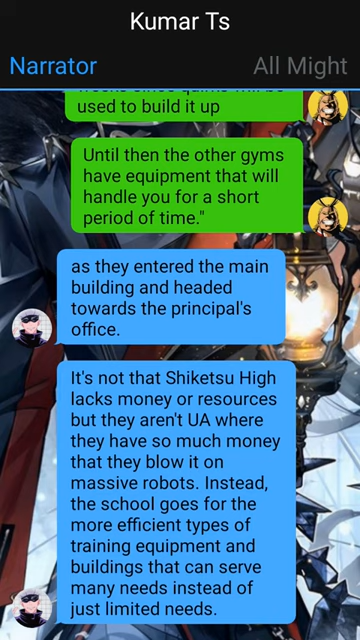 Kumar Ts
Narrator
All Might
used to build it up
Until then the other gyms
have equipment that will
handle you for a short
period of time."
as they entered the main
building and headed
towards the principal's
office.
It's not that Shiketsu High
lacks money or resources
but they aren't UA where
they have so much money
that they blow it on
massive robots. Instead,
the school goes for the
more efficient types of
training equipment and
buildings that can serve
many needs instead of
just limited needs.